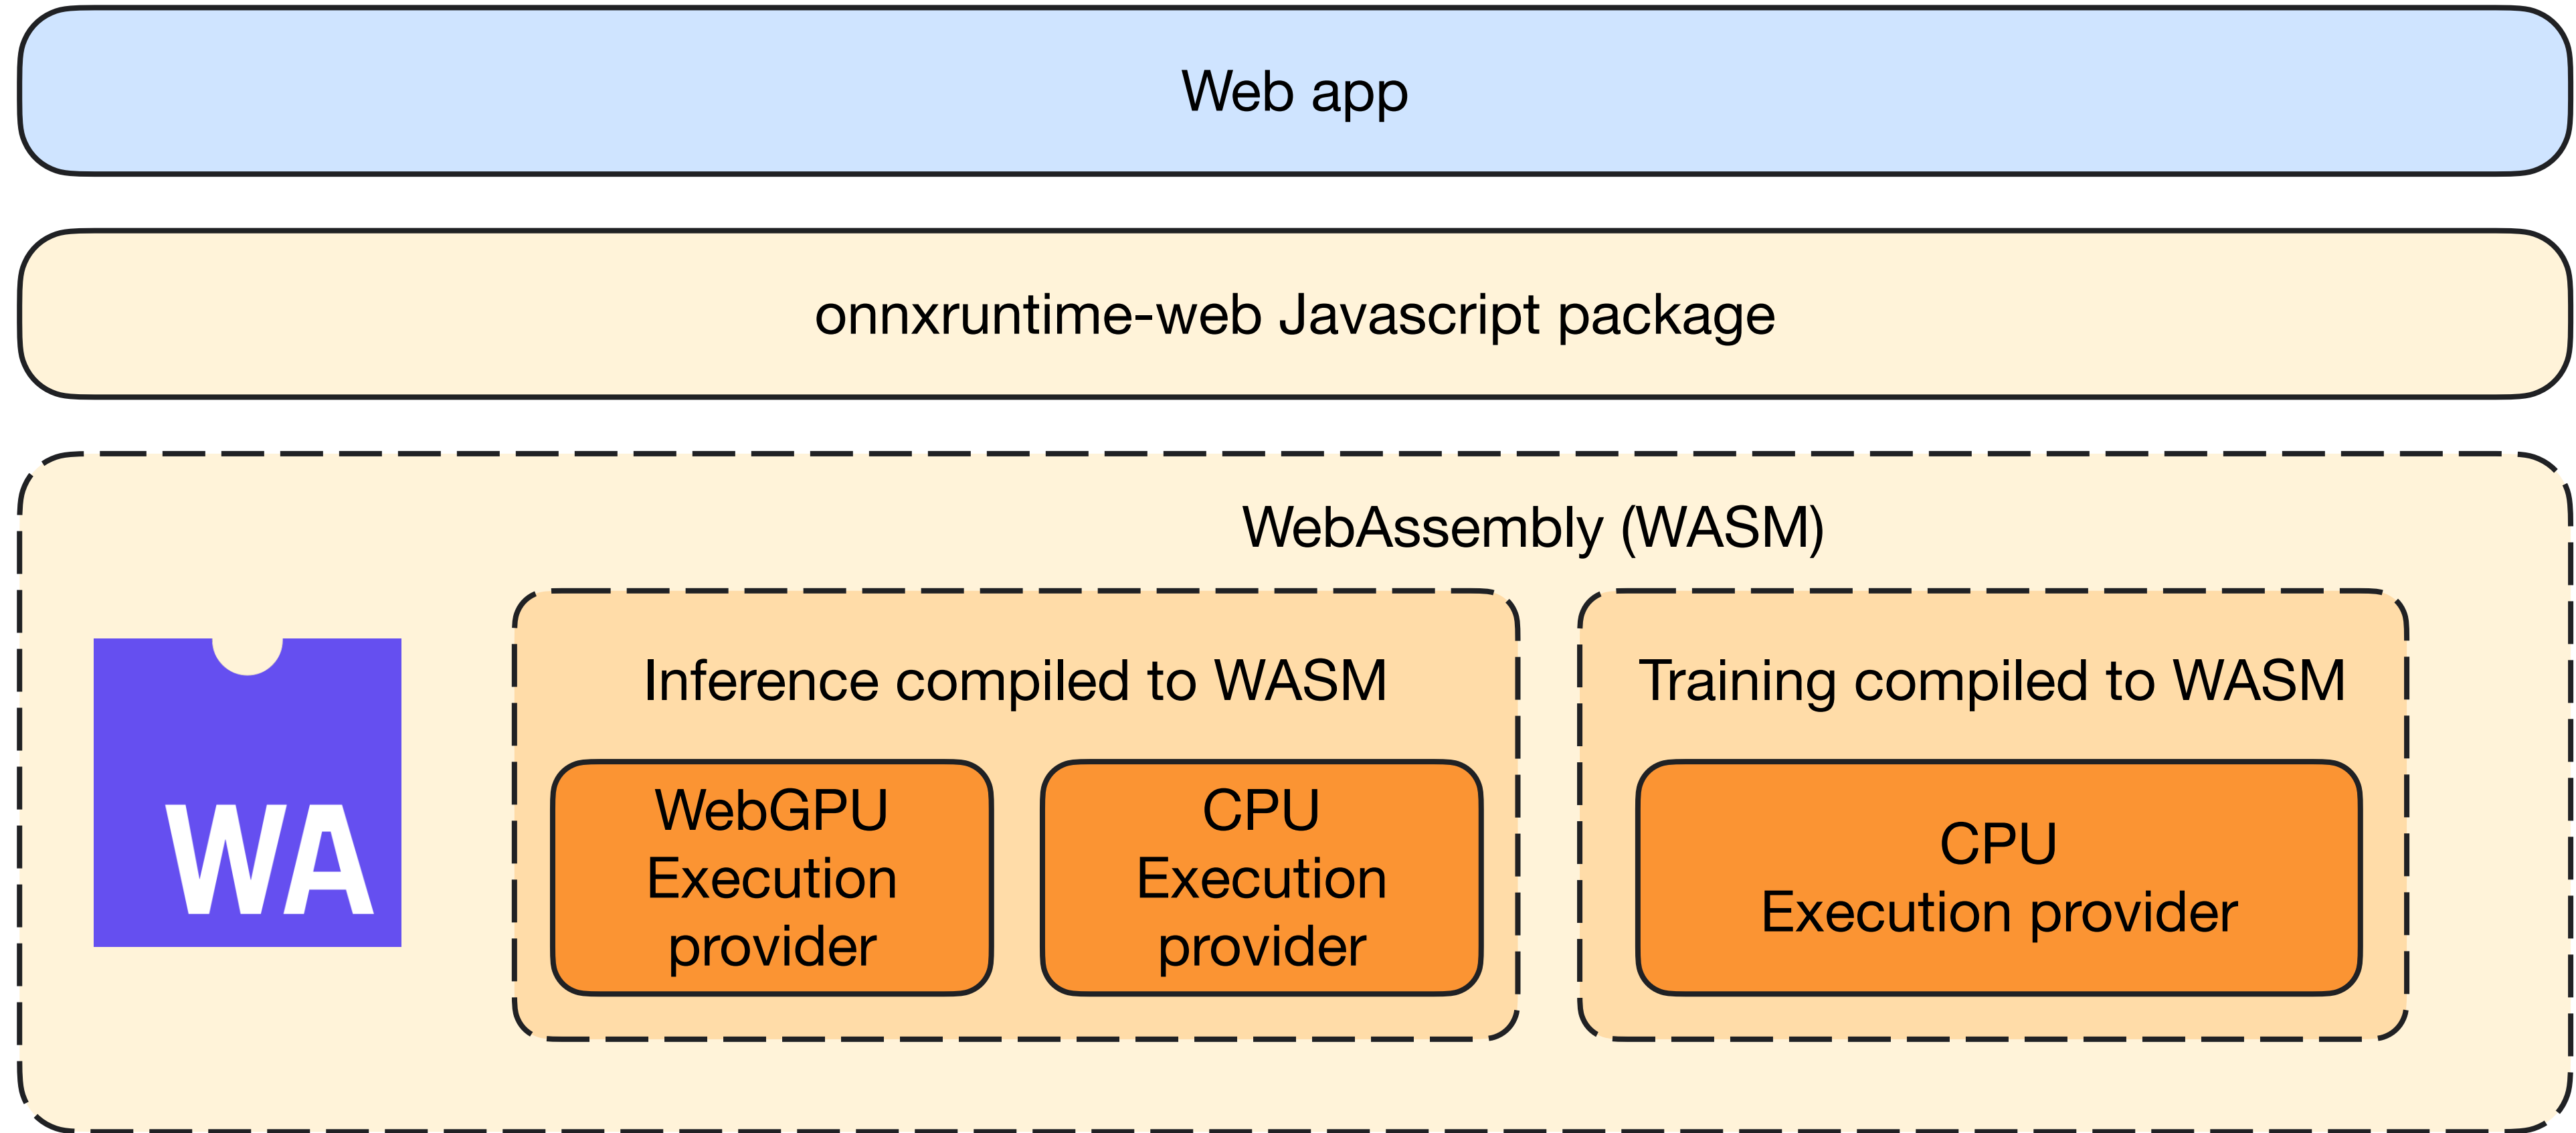 Web app
onnxruntime-web Javascript package
WebAssembly (WASM)
WA
Inference compiled to WASM
WebGPU
Execution
provider
CPU
Execution
provider
Training compiled to WASM
CPU
Execution provider